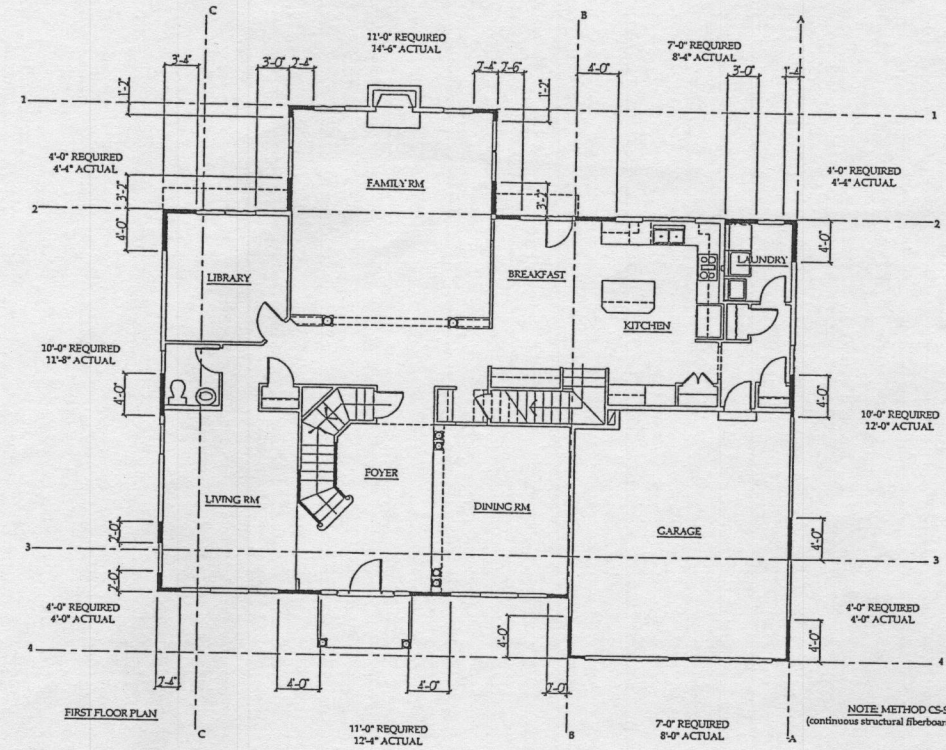 C
B
A
11'-0" REQUIRED
14'-6" ACTUAL
7'-0" REQUIRED
8'-4" ACTUAL
3'-4"
3'-0"
7'-4"
7'-6"
4'-0"
3'-0"
1'-4"
1'-2"
1'-2"
1
1
4'-0" REQUIRED
4'-4" ACTUAL
4'-0" REQUIRED
4'-4" ACTUAL
3'-2"
3'-2"
FAMILY RM
2
2
4'-0"
4'-0"
LIBRARY
BREAKFAST
LAUNDRY
KITCHEN
10'-0" REQUIRED
11'-8" ACTUAL
4'-0"
4'-0"
10'-0" REQUIRED
12'-0" ACTUAL
FOYER
LIVING RM
DINING RM
GARAGE
2'-0"
4'-0"
3
3
2'-0"
4'-0" REQUIRED
4'-0" ACTUAL
4'-0" REQUIRED
4'-0" ACTUAL
4'-0"
4'-0"
4
4
4'-0"
4'-0"
FIRST FLOOR PLAN
C
B
A
11'-0" REQUIRED
12'-4" ACTUAL
7'-0" REQUIRED
8'-0" ACTUAL
NOTE: METHOD CS-S
(continuous structural fiberboar